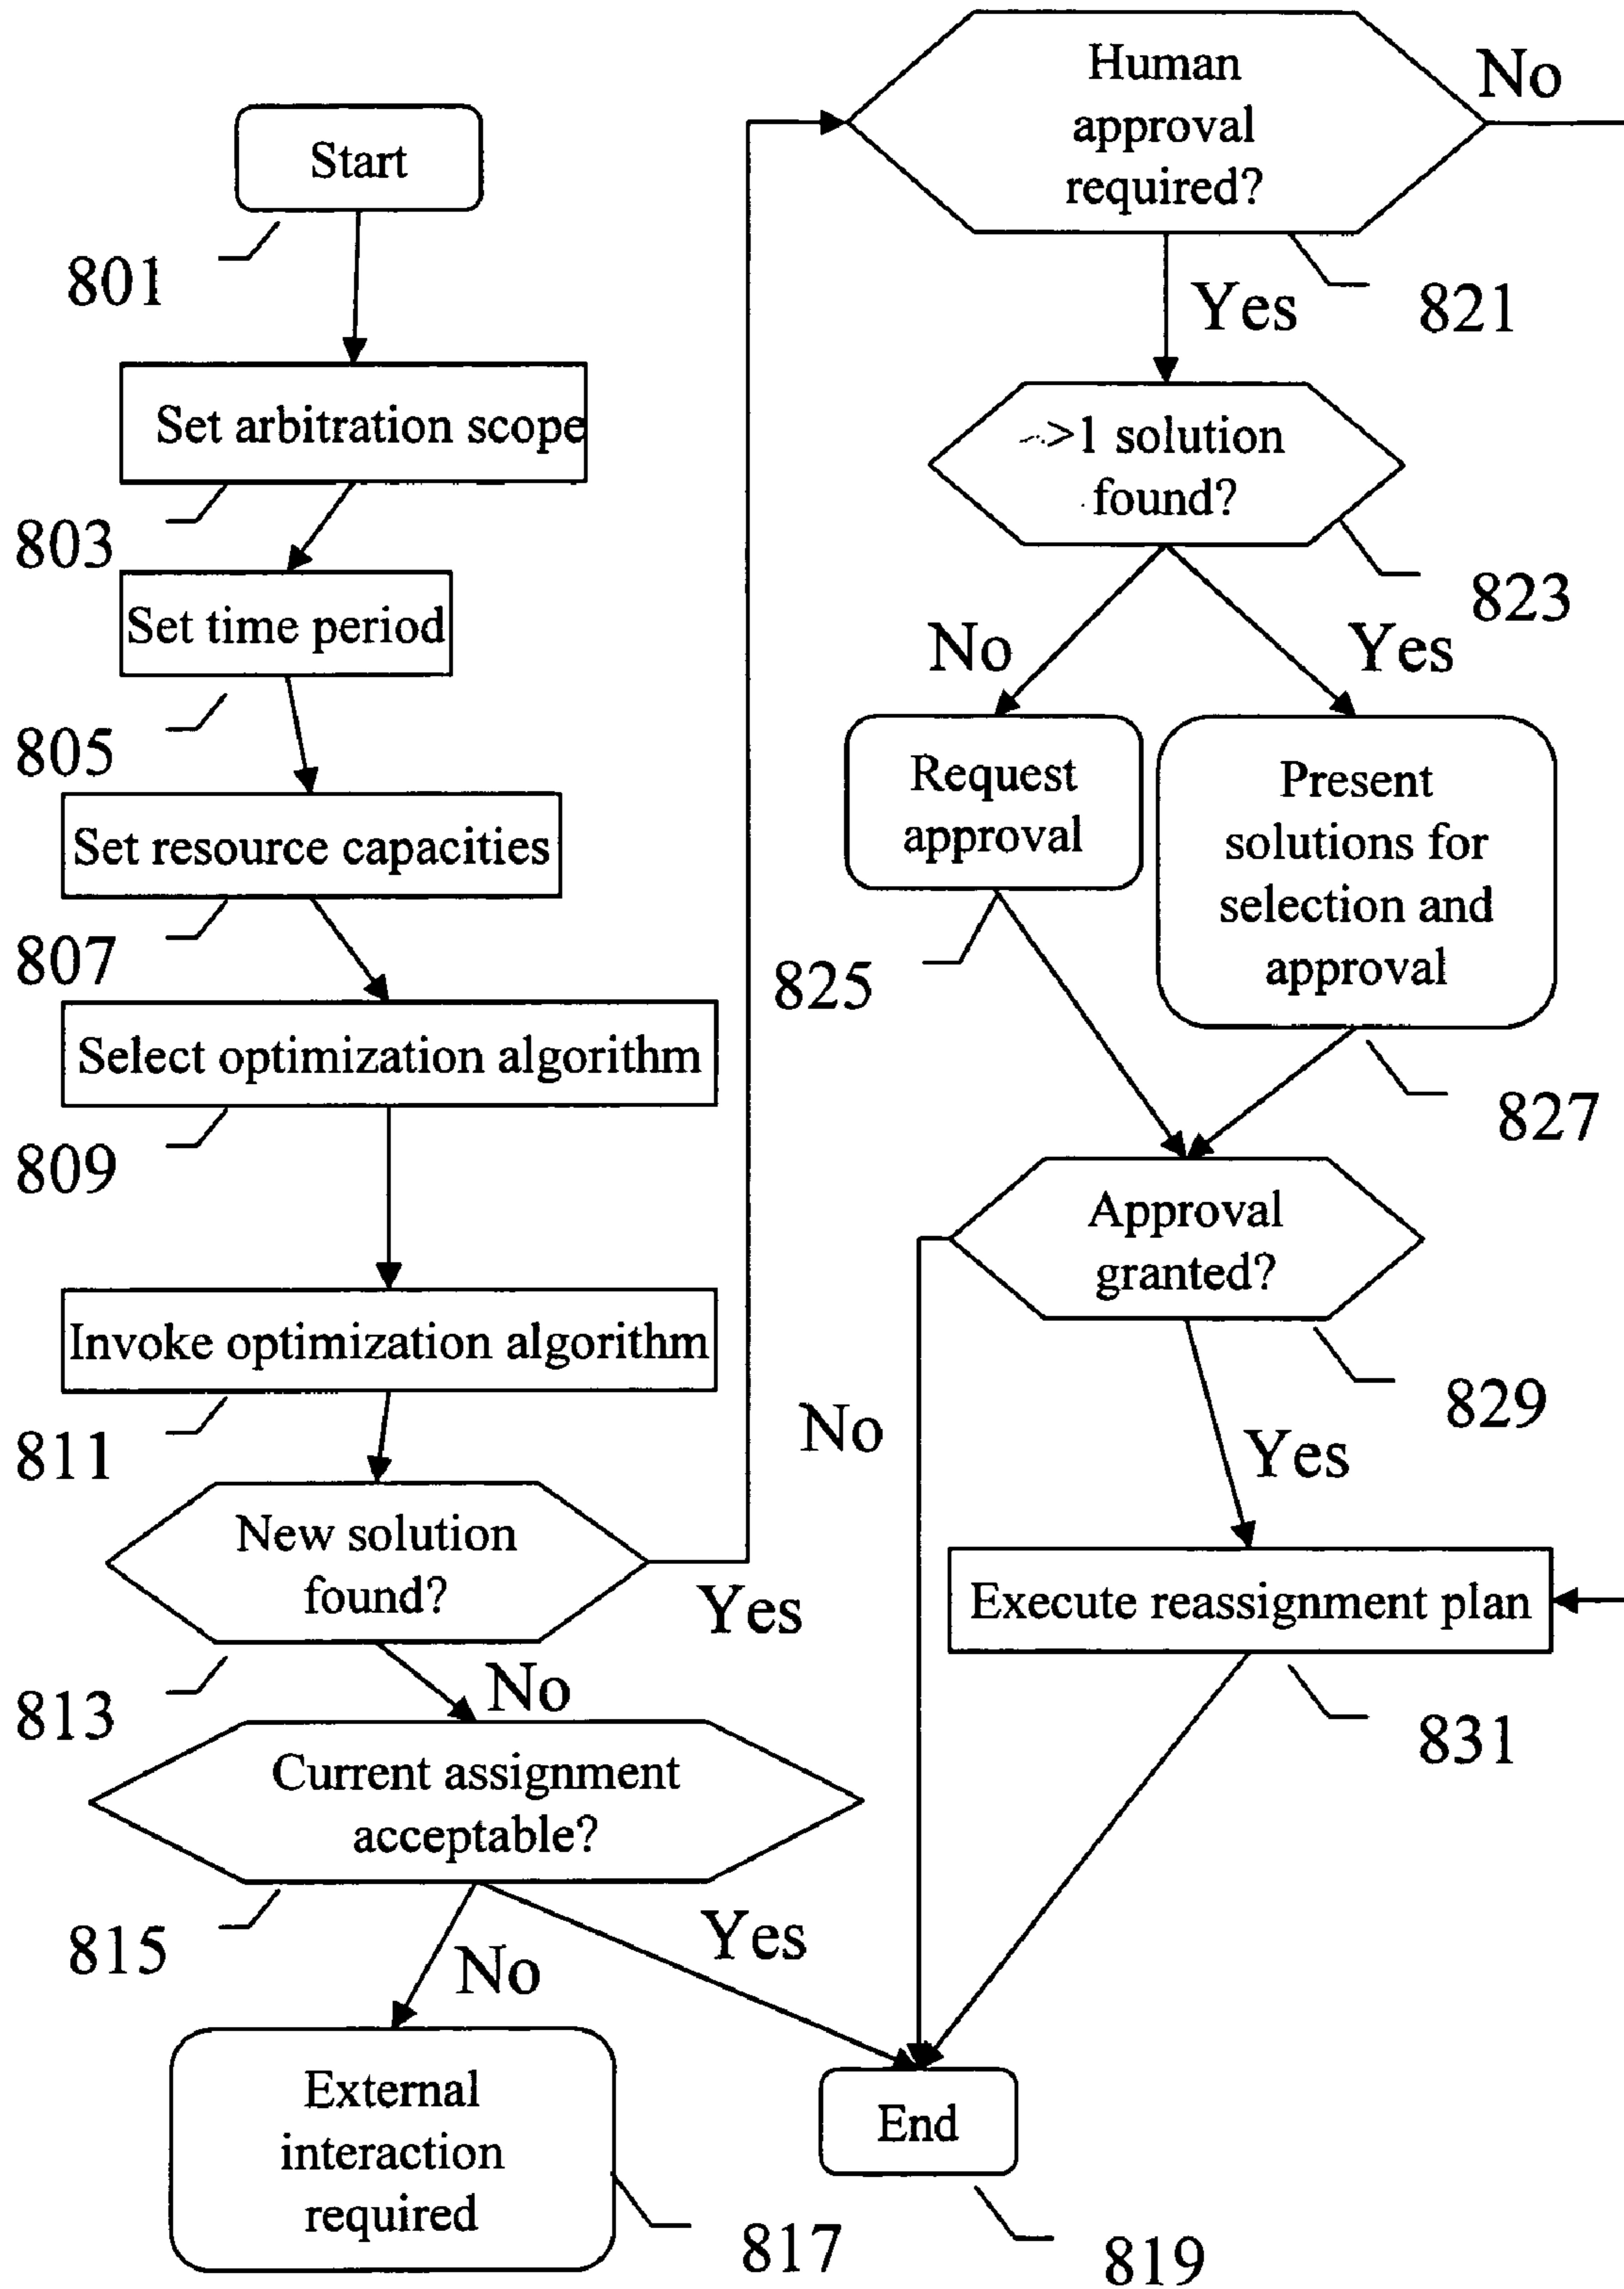 Start
801
Set arbitration scope
803
Set time period
805
Set resource capacities
807
Select optimization algorithm
809
Invoke optimization algorithm
811
New solution
found?
Yes
813
No
Current assignment
acceptable?
815
No
Yes
External
interaction
required
817
End
819
Human
approval
required?
No
Yes
821
>1 solution
found?
823
No
Yes
Request
approval
825
Present
solutions for
selection and
approval
827
Approval
granted?
829
No
Yes
Execute reassignment plan
831